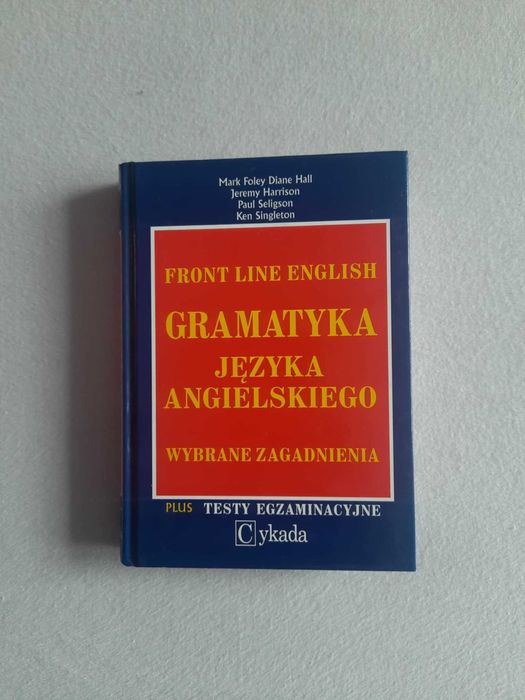 Mark Foley Diane Hall
Jeremy Harrison
Paul Seligson
Ken Singleton
FRONT LINE ENGLISH
GRAMATYKA
JĘZYKA
ANGIELSKIEGO
WYBRANE ZAGADNIENIA
PLUS TESTY EGZAMINACYJNE
Cykada